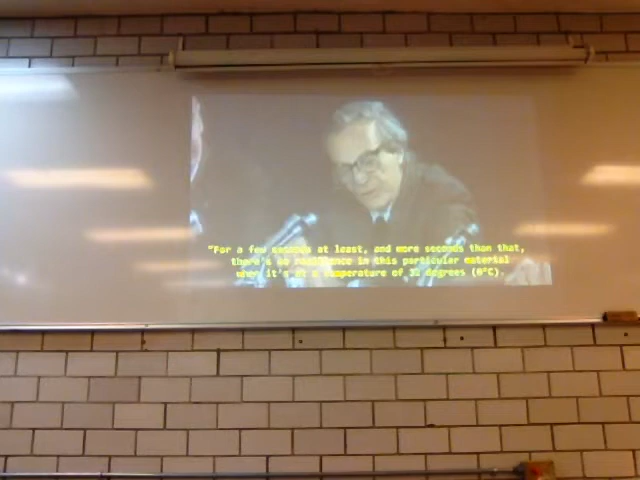 "For a few seconds at least, and more seconds than that,
there's no resilience in this particular material
when it's at a temperature of 32 degrees (0°C).